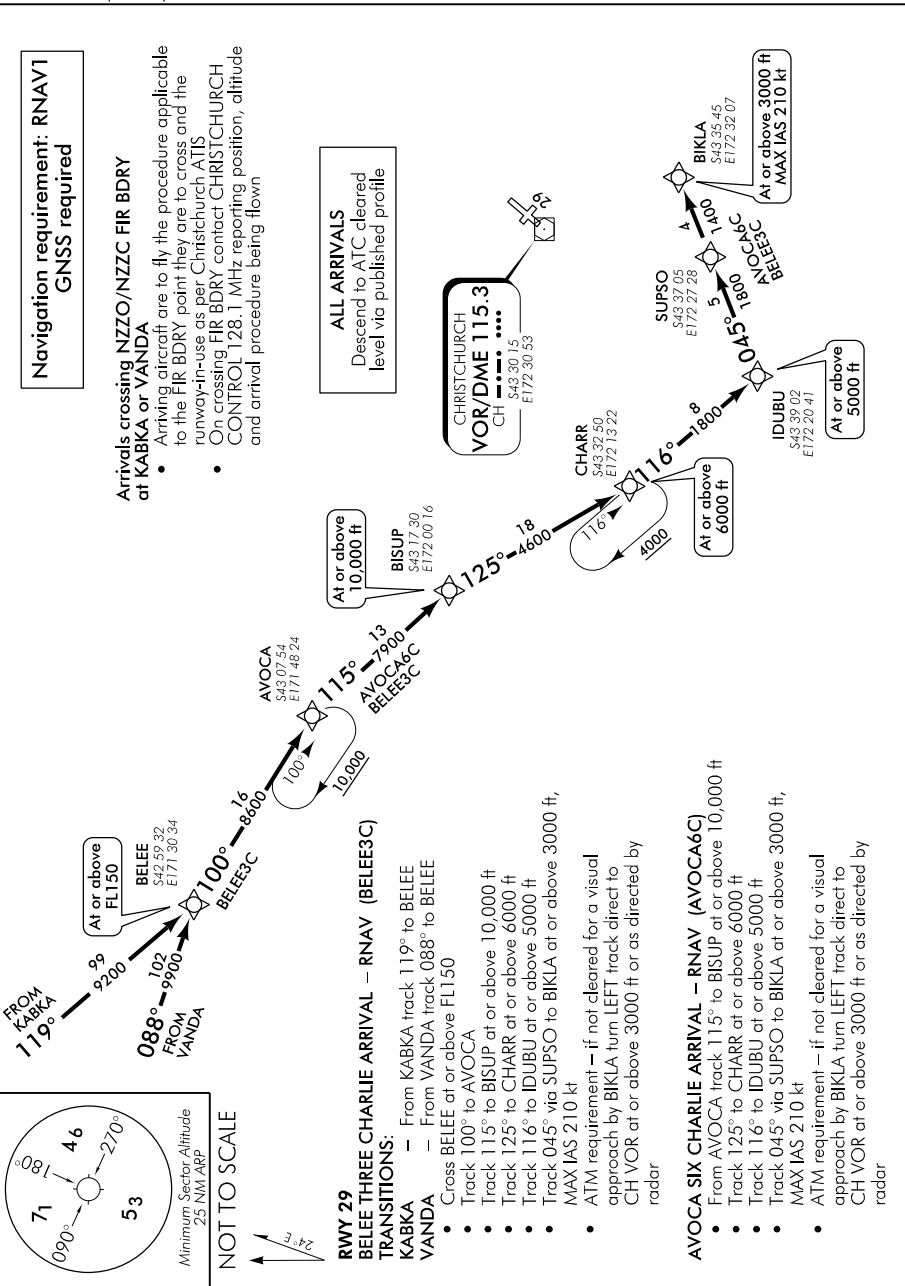 Navigation requirement: RNAV1
GNSS required
Arrivals crossing NZZO/NZZC FIR BDRY
at KABKA or VANDA
• Arriving aircraft are to fly the procedure applicable
to the FIR BDRY point they are to cross and the
runway-in-use as per Christchurch ATIS
• On crossing FIR BDRY contact CHRISTCHURCH
CONTROL 128.1 MHz reporting position, altitude
and arrival procedure being flown
ALL ARRIVALS
Descend to ATC cleared
level via published profile
CHRISTCHURCH
VOR/DME 115.3
CH
S43 30 15
E172 30 53
29
090°
180°
270°
71
46
53
Minimum Sector Altitude
25 NM ARP
NOT TO SCALE
24° E
FROM
KABKA
119°
99
9200
088°
102
9900
FROM
VANDA
At or above
FL150
BELEE
S42 59 32
E171 30 34
100°
16
8600
BELEE3C
AVOCA
S43 07 54
E171 48 24
100°
10,000
115°
13
7900
AVOCA6C
BELEE3C
At or above
10,000 ft
BISUP
S43 17 30
E172 00 16
125°
18
4600
CHARR
S43 32 50
E172 13 22
116°
4000
At or above
6000 ft
116°
8
1800
IDUBU
S43 39 02
E172 20 41
At or above
5000 ft
045°
5
1800
SUPSO
S43 37 05
E172 27 28
4
1400
AVOCA6C
BELEE3C
BIKLA
S43 35 45
E172 32 07
At or above 3000 ft
MAX IAS 210 kt
RWY 29
BELEE THREE CHARLIE ARRIVAL – RNAV (BELEE3C)
TRANSITIONS:
KABKA – From KABKA track 119° to BELEE
VANDA – From VANDA track 088° to BELEE
• Cross BELEE at or above FL150
• Track 100° to AVOCA
• Track 115° to BISUP at or above 10,000 ft
• Track 125° to CHARR at or above 6000 ft
• Track 116° to IDUBU at or above 5000 ft
• Track 045° via SUPSO to BIKLA at or above 3000 ft,
MAX IAS 210 kt
• ATM requirement – if not cleared for a visual
approach by BIKLA turn LEFT track direct to
CH VOR at or above 3000 ft or as directed by
radar
AVOCA SIX CHARLIE ARRIVAL – RNAV (AVOCA6C)
• From AVOCA track 115° to BISUP at or above 10,000 ft
• Track 125° to CHARR at or above 6000 ft
• Track 116° to IDUBU at or above 5000 ft
• Track 045° via SUPSO to BIKLA at or above 3000 ft,
MAX IAS 210 kt
• ATM requirement – if not cleared for a visual
approach by BIKLA turn LEFT track direct to
CH VOR at or above 3000 ft or as directed by
radar